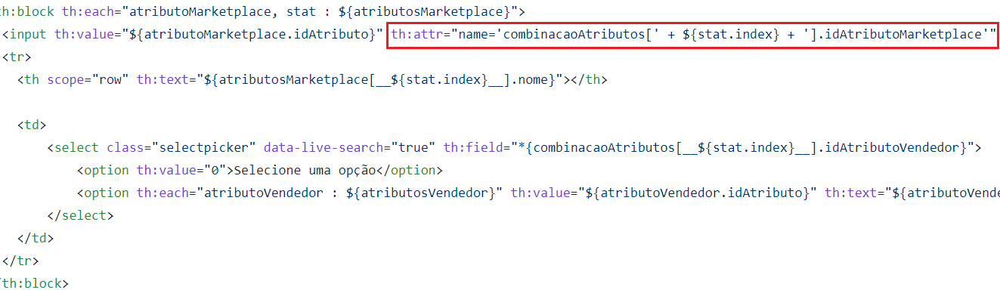 th:block th:each="atributoMarketplace, stat : ${atributosMarketplace}">
<input th:value="${atributoMarketplace.idAtributo}" th:attr="name='combinacaoAtributos[' + ${stat.index} + '].idAtributoMarketplace'"
<tr>
<th scope="row" th:text="${atributosMarketplace[__${stat.index}__].nome}"></th>
<td>
<select class="selectpicker" data-live-search="true" th:field="*{combinacaoAtributos[__${stat.index}__].idAtributoVendedor}">
<option th:value="0">Selecione uma opção</option>
<option th:each="atributoVendedor : ${atributosVendedor}" th:value="${atributoVendedor.idAtributo}" th:text="${atributoVende
</select>
</td>
</tr>
/th:block>